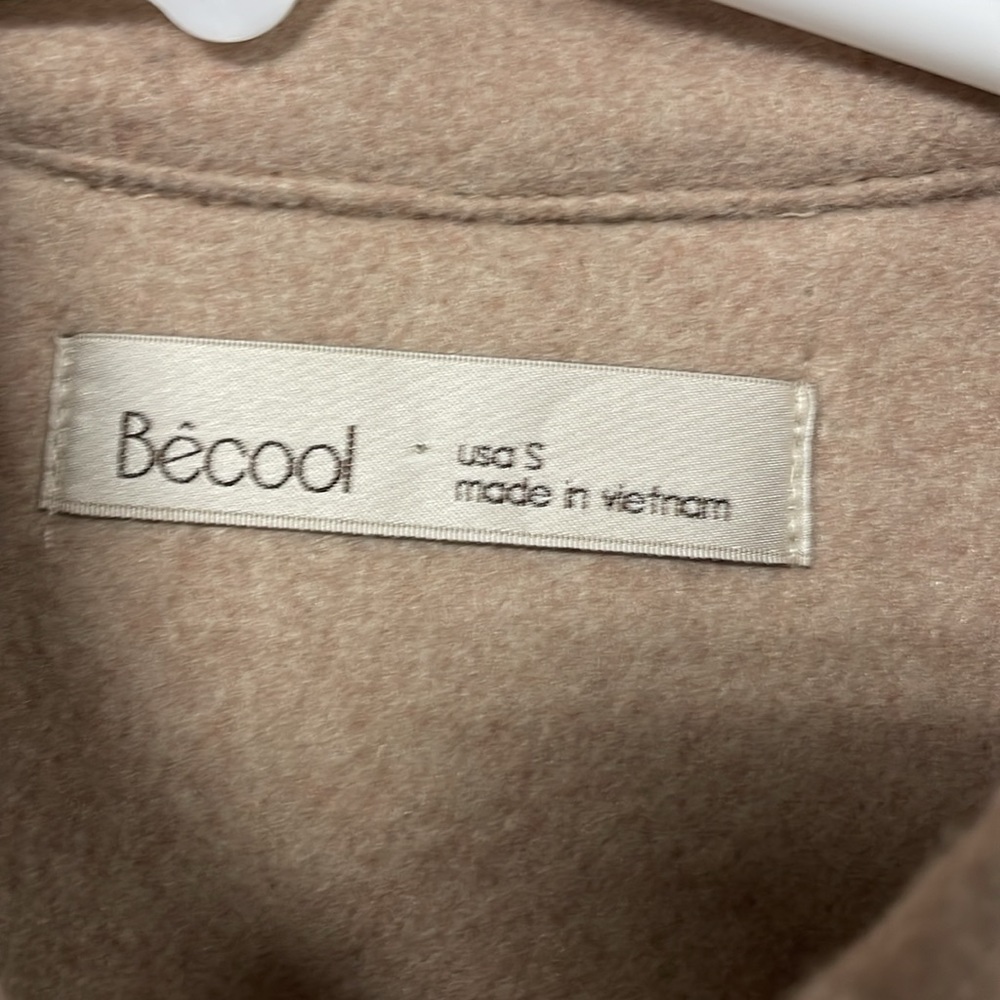 Bêcool
usa S
made in vietnam